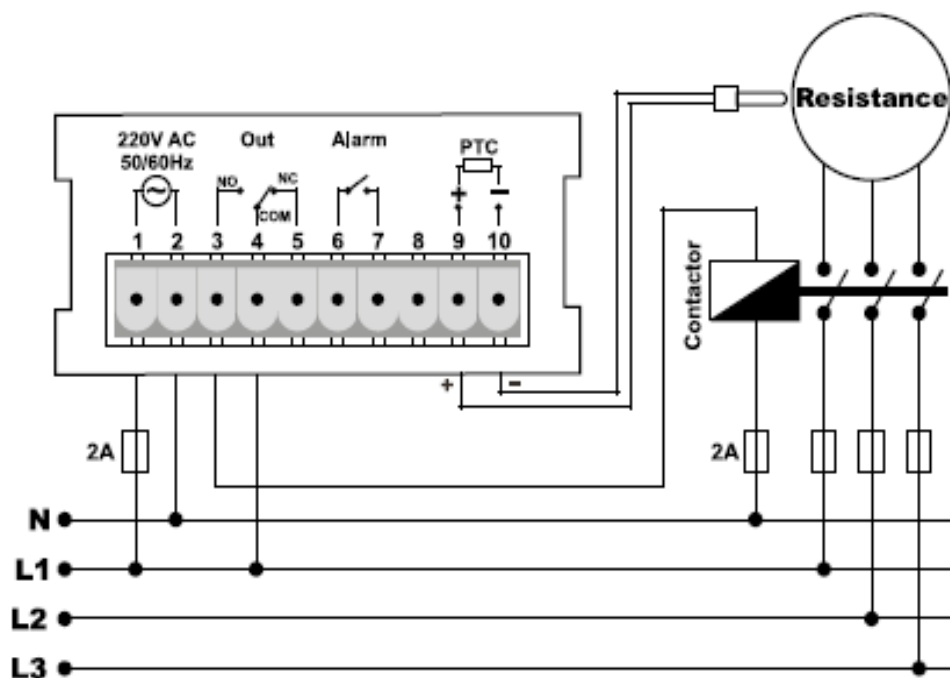 Resistance
220V AC Out Alarm PTC
50/60Hz
NO NC
COM
+ −
1 2 3 4 5 6 7 8 9 10
Contactor
+ −
2A 2A
N
L1
L2
L3